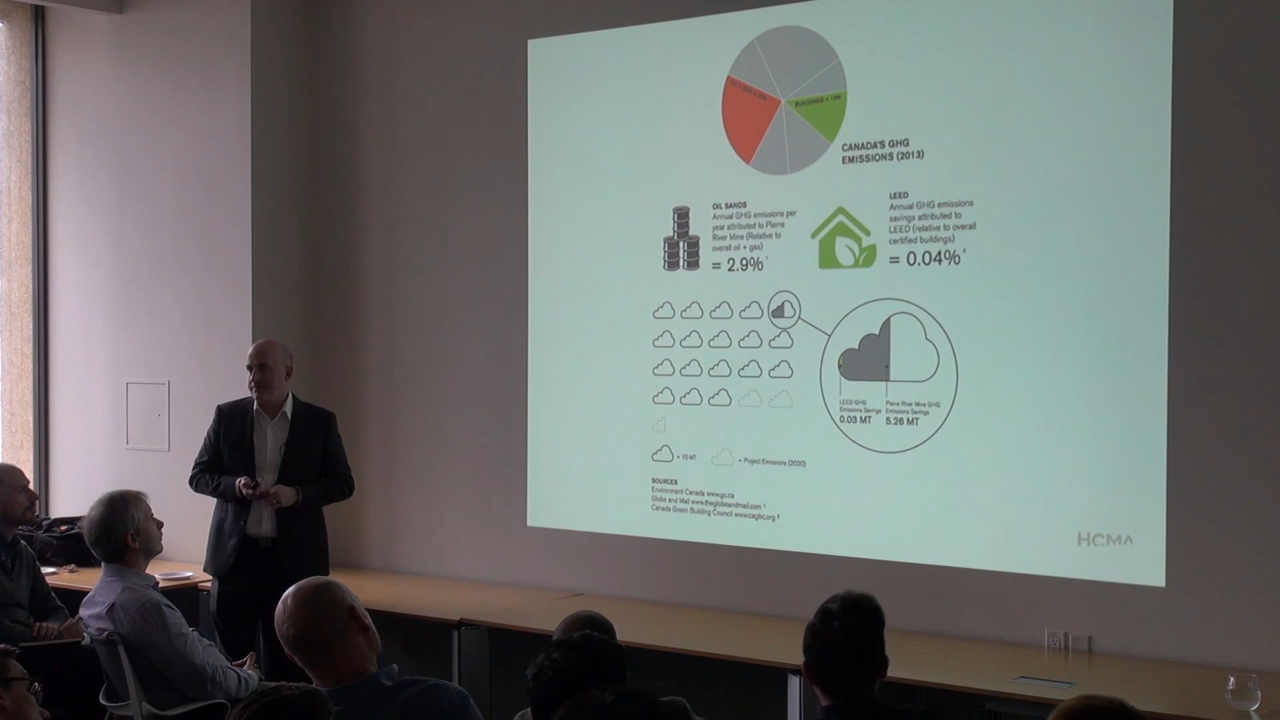 BUILDINGS = 12%
CANADA'S GHG
EMISSIONS (2013)
OIL SANDS
Annual GHG emissions per
year attributed to Pierre
River Mine (Relative to
overall oil + gas)
= 2.9% ¹
LEED
Annual GHG emissions
savings attributed to
LEED (relative to overall
certified buildings)
= 0.04% ²
LEED GHG
Emissions Savings
0.03 MT
Pierre River Mine GHG
Emissions Savings
5.26 MT
= 10 MT
= Project Emissions (2020)
SOURCES
Environment Canada www.gc.ca
Globe and Mail www.theglobeandmail.com ¹
Canada Green Building Council www.cagbc.org ²
HCMA